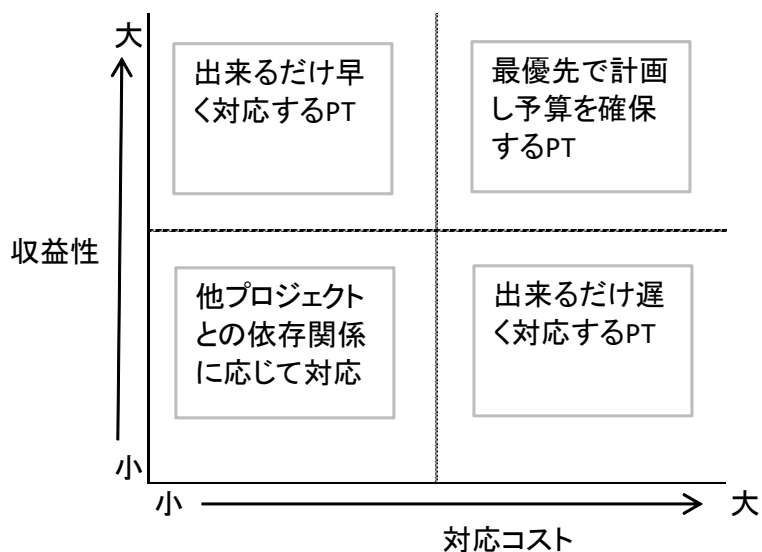 大
出来るだけ早
く対応するPT
最優先で計画
し予算を確保
するPT
収益性
他プロジェクト
との依存関係
に応じて対応
出来るだけ遅
く対応するPT
小
小
大
対応コスト